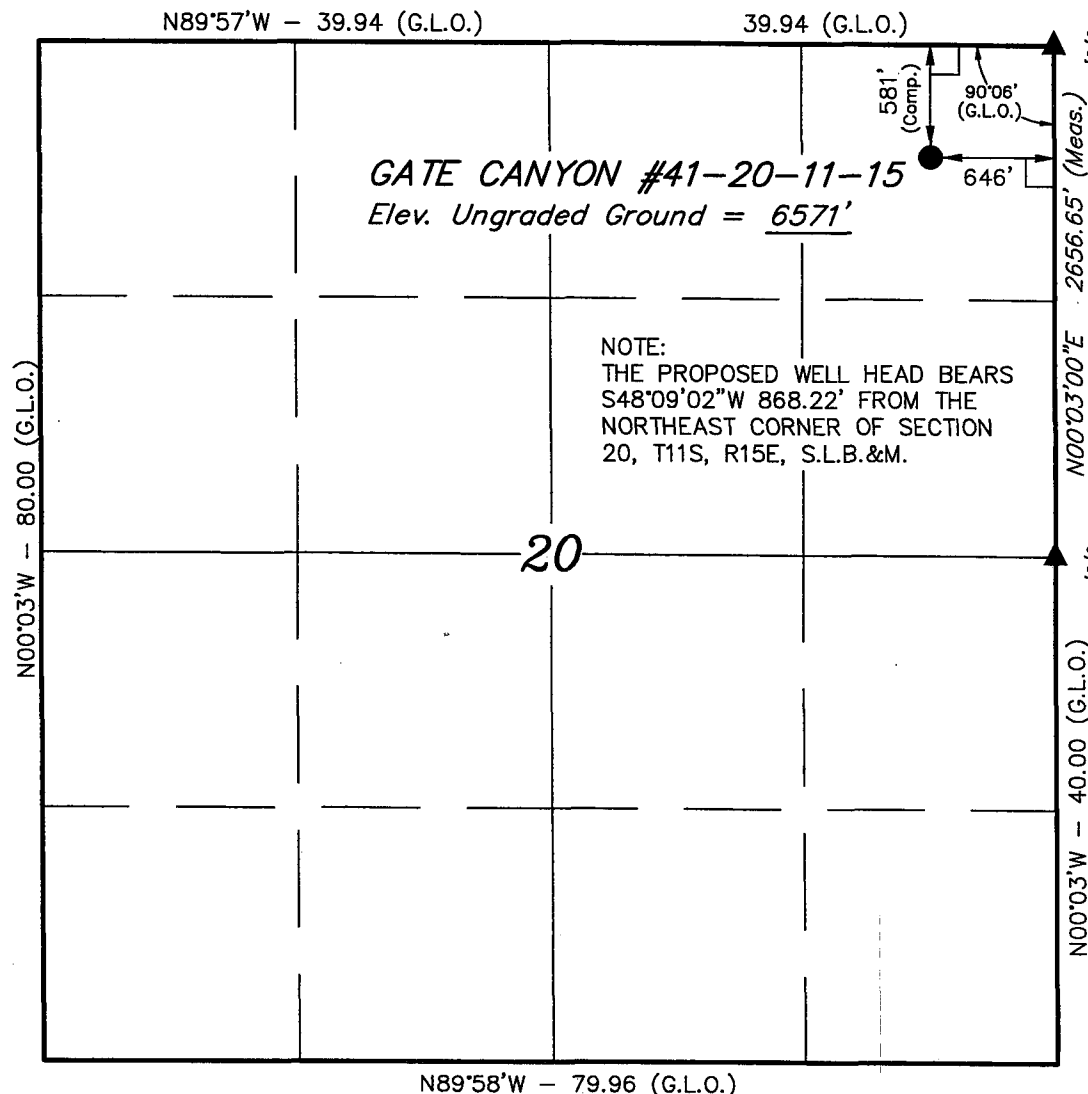 N89°57'W – 39.94 (G.L.O.)
39.94 (G.L.O.)
581'
(Comp.)
90°06'
(G.L.O.)
646'
GATE CANYON #41-20-11-15
Elev. Ungraded Ground = 6571'
N00°03'00"E 2656.65' (Meas.)
NOTE:
THE PROPOSED WELL HEAD BEARS
S48°09'02"W 868.22' FROM THE
NORTHEAST CORNER OF SECTION
20, T11S, R15E, S.L.B.&M.
N00°03'W – 80.00 (G.L.O.)
20
N00°03'W – 40.00 (G.L.O.)
N89°58'W – 79.96 (G.L.O.)